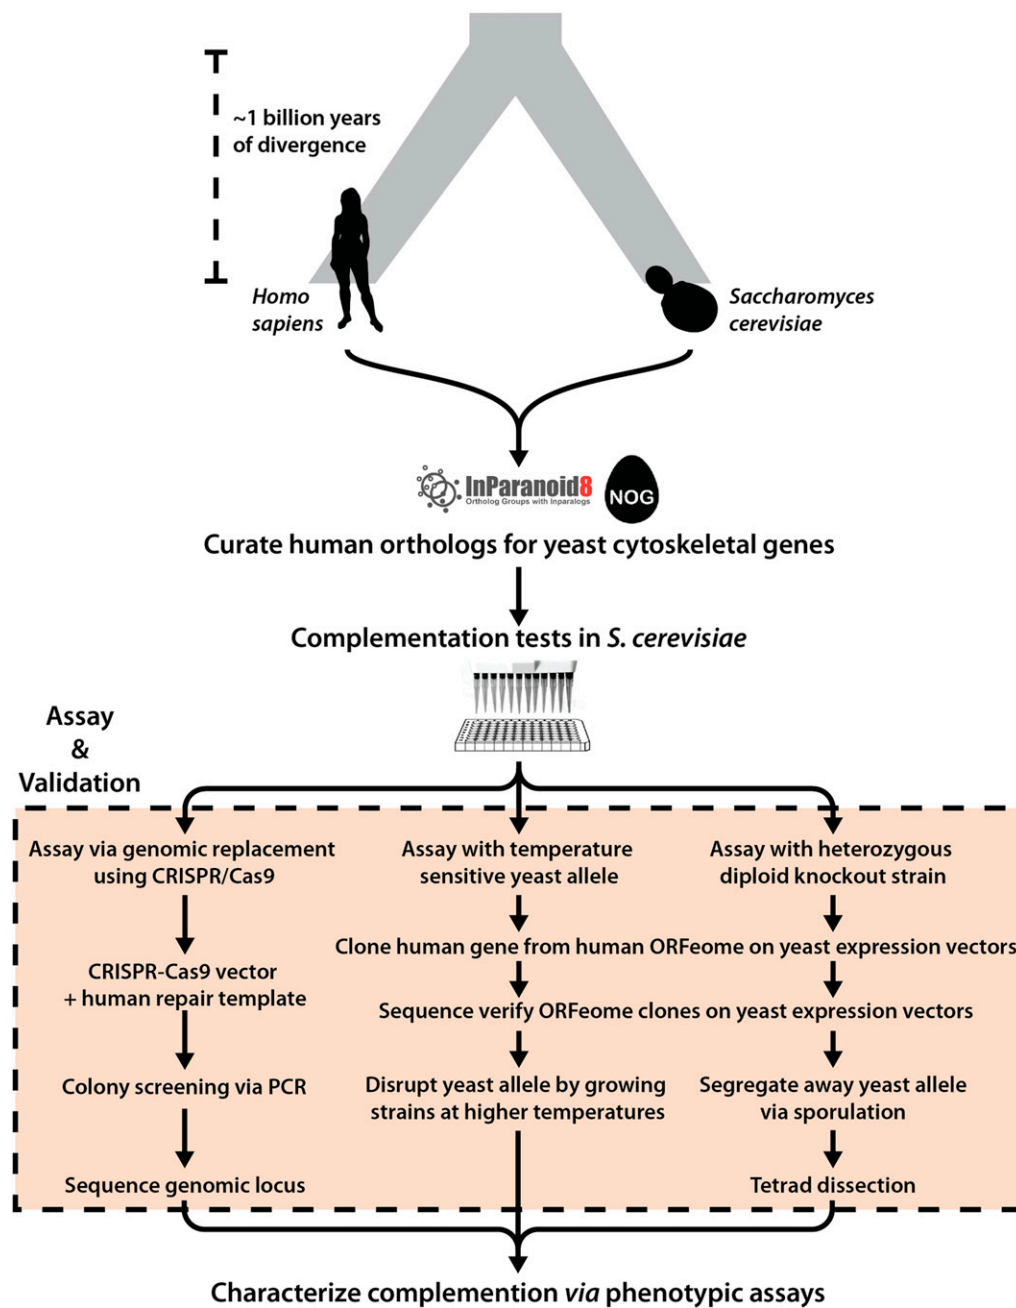 ~1 billion years
of divergence
Homo
sapiens
Saccharomyces
cerevisiae
InParanoid8
Ortholog Groups with Inparalogs
NOG
Curate human orthologs for yeast cytoskeletal genes
Complementation tests in S. cerevisiae
Assay
&
Validation
Assay via genomic replacement
using CRISPR/Cas9
Assay with temperature
sensitive yeast allele
Assay with heterozygous
diploid knockout strain
Clone human gene from human ORFeome on yeast expression vectors
CRISPR-Cas9 vector
+ human repair template
Sequence verify ORFeome clones on yeast expression vectors
Colony screening via PCR
Disrupt yeast allele by growing
strains at higher temperatures
Segregate away yeast allele
via sporulation
Sequence genomic locus
Tetrad dissection
Characterize complemention via phenotypic assays